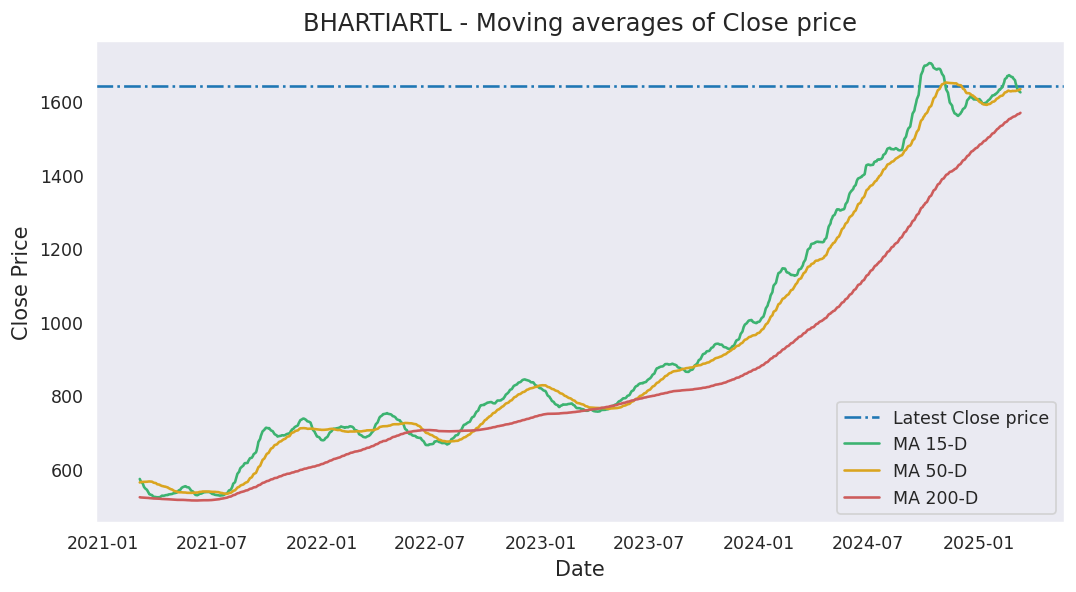 BHARTIARTL - Moving averages of Close price
Close Price
1600
1400
1200
1000
800
600
2021-01 2021-07 2022-01 2022-07 2023-01 2023-07 2024-01 2024-07 2025-01
Date
Latest Close price
MA 15-D
MA 50-D
MA 200-D